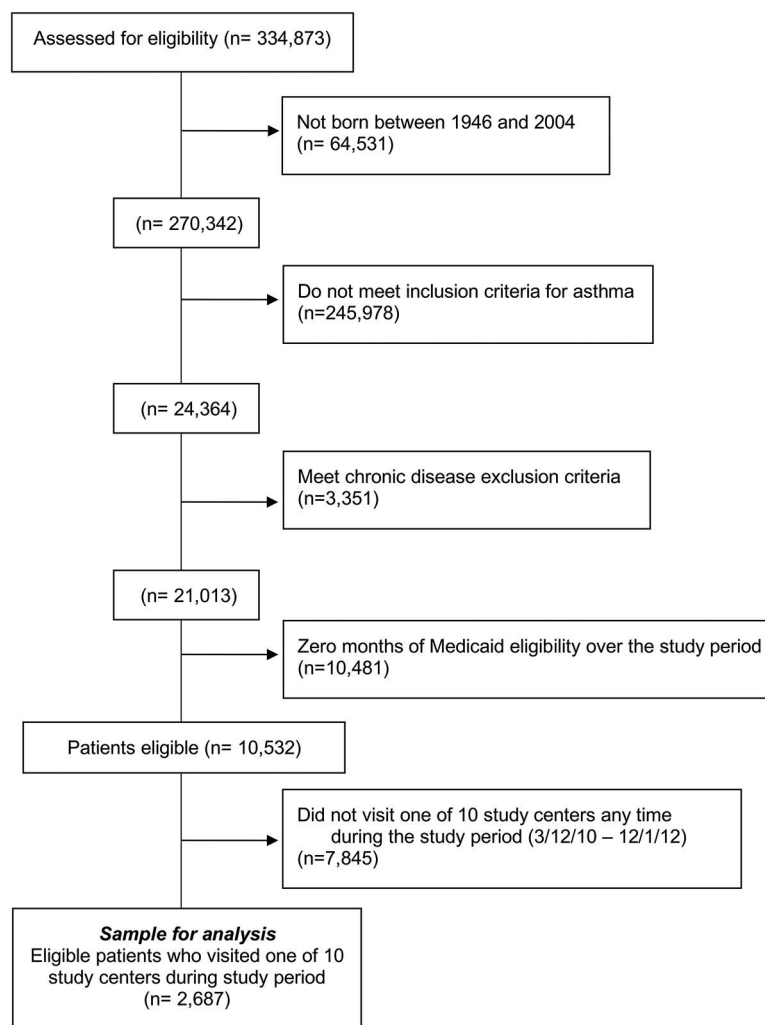 Assessed for eligibility (n= 334,873)
Not born between 1946 and 2004
(n= 64,531)
(n= 270,342)
Do not meet inclusion criteria for asthma
(n=245,978)
(n= 24,364)
Meet chronic disease exclusion criteria
(n=3,351)
(n= 21,013)
Zero months of Medicaid eligibility over the study period
(n=10,481)
Patients eligible (n= 10,532)
Did not visit one of 10 study centers any time
during the study period (3/12/10 – 12/1/12)
(n=7,845)
Sample for analysis
Eligible patients who visited one of 10
study centers during study period
(n= 2,687)